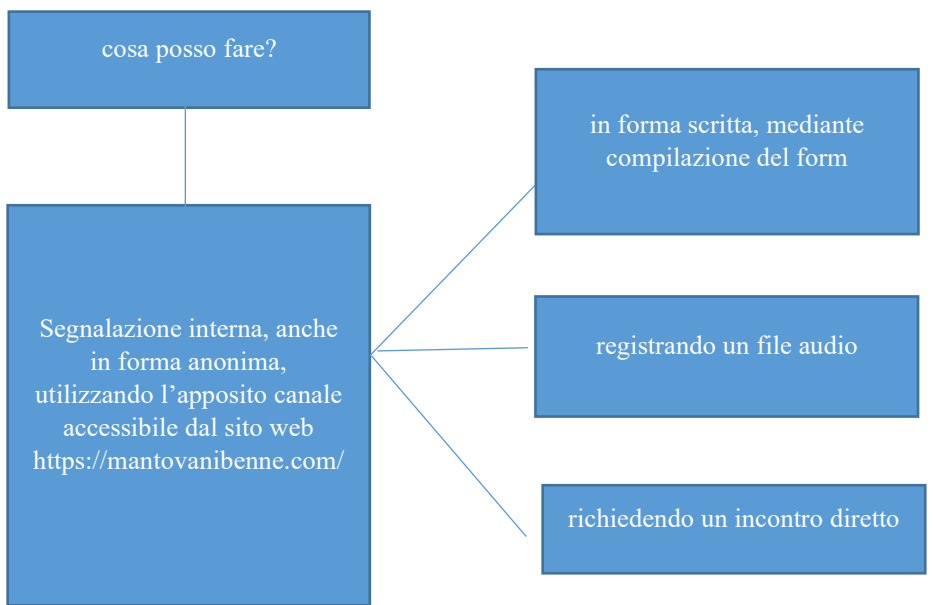 cosa posso fare?
Segnalazione interna, anche
in forma anonima,
utilizzando l’apposito canale
accessibile dal sito web
https://mantovanibenne.com/
in forma scritta, mediante
compilazione del form
registrando un file audio
richiedendo un incontro diretto